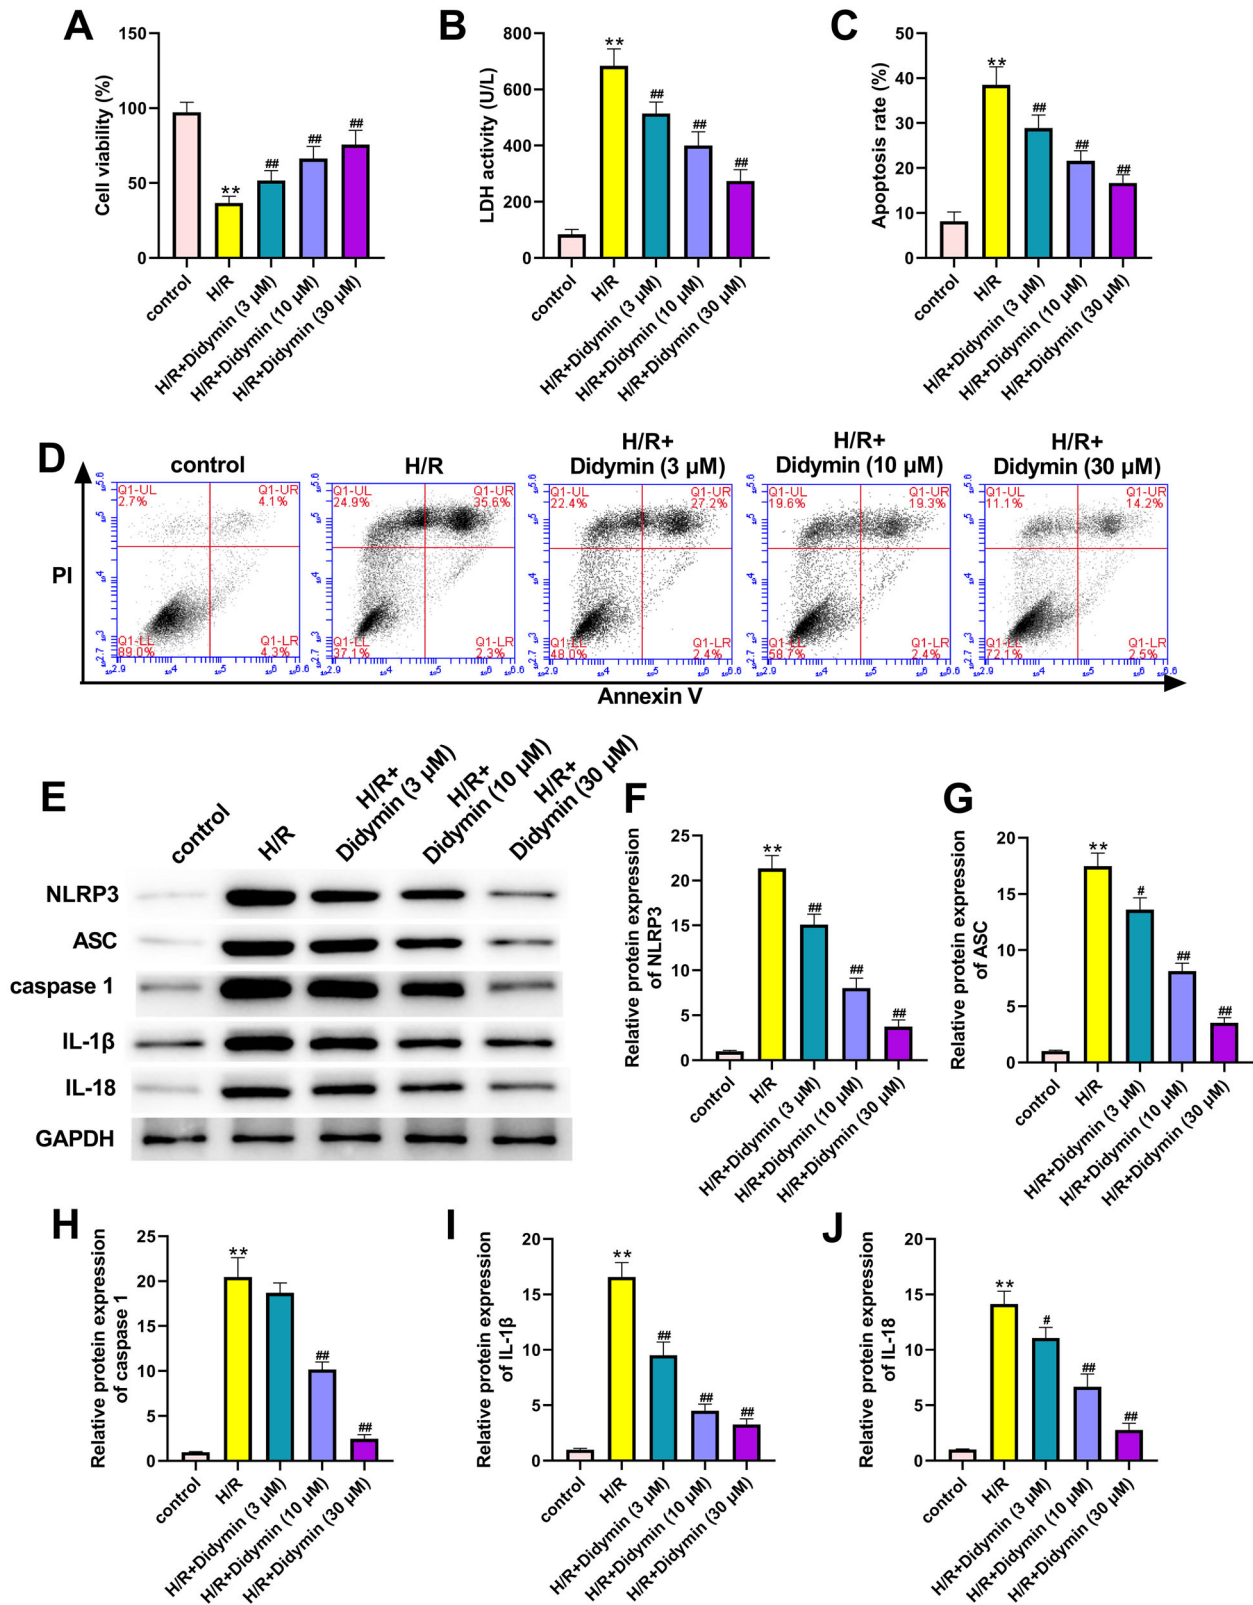 A
Cell viability (%)
150
100
50
0
**
##
##
##
control
H/R
H/R+Didymin (3 μM)
H/R+Didymin (10 μM)
H/R+Didymin (30 μM)
B
LDH activity (U/L)
800
600
400
200
0
**
##
##
##
control
H/R
H/R+Didymin (3 μM)
H/R+Didymin (10 μM)
H/R+Didymin (30 μM)
C
Apoptosis rate (%)
50
40
30
20
10
0
**
##
##
##
control
H/R
H/R+Didymin (3 μM)
H/R+Didymin (10 μM)
H/R+Didymin (30 μM)
D
PI
Annexin V
control
Q1-UL
2.7%
Q1-UR
4.1%
Q1-LL
89.0%
Q1-LR
4.3%
H/R
Q1-UL
24.9%
Q1-UR
35.6%
Q1-LL
37.1%
Q1-LR
2.3%
H/R+
Didymin (3 μM)
Q1-UL
22.4%
Q1-UR
27.2%
Q1-LL
48.0%
Q1-LR
2.4%
H/R+
Didymin (10 μM)
Q1-UL
19.6%
Q1-UR
19.3%
Q1-LL
58.7%
Q1-LR
2.4%
H/R+
Didymin (30 μM)
Q1-UL
11.1%
Q1-UR
14.2%
Q1-LL
72.1%
Q1-LR
2.5%
E
control
H/R
H/R+
Didymin (3 μM)
H/R+
Didymin (10 μM)
H/R+
Didymin (30 μM)
NLRP3
ASC
caspase 1
IL-1β
IL-18
GAPDH
F
Relative protein expression
of NLRP3
25
20
15
10
5
0
**
##
##
##
control
H/R
H/R+Didymin (3 μM)
H/R+Didymin (10 μM)
H/R+Didymin (30 μM)
G
Relative protein expression
of ASC
20
15
10
5
0
**
#
##
##
control
H/R
H/R+Didymin (3 μM)
H/R+Didymin (10 μM)
H/R+Didymin (30 μM)
H
Relative protein expression
of caspase 1
25
20
15
10
5
0
**
##
##
control
H/R
H/R+Didymin (3 μM)
H/R+Didymin (10 μM)
H/R+Didymin (30 μM)
I
Relative protein expression
of IL-1β
20
15
10
5
0
**
##
##
##
control
H/R
H/R+Didymin (3 μM)
H/R+Didymin (10 μM)
H/R+Didymin (30 μM)
J
Relative protein expression
of IL-18
20
15
10
5
0
**
#
##
##
control
H/R
H/R+Didymin (3 μM)
H/R+Didymin (10 μM)
H/R+Didymin (30 μM)